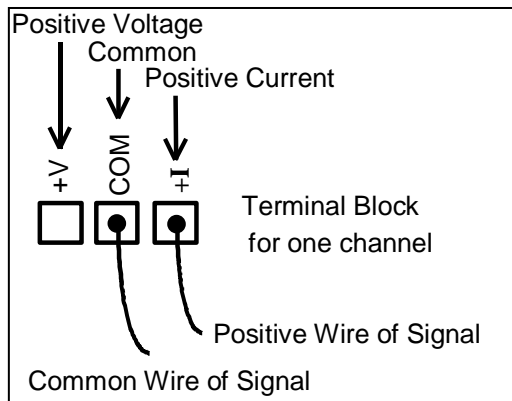 Positive Voltage
Common
Positive Current
+V
COM
+I
Terminal Block
for one channel
Positive Wire of Signal
Common Wire of Signal